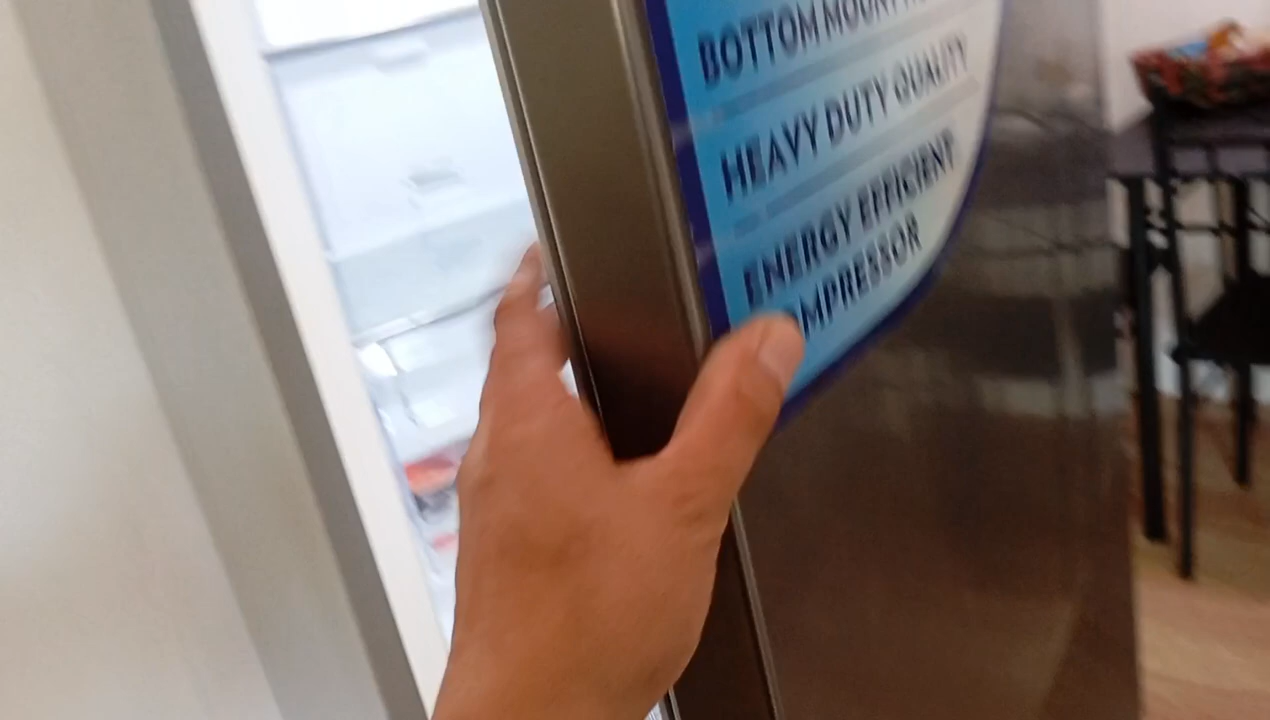 BOTTOM MOUNT
HEAVY DUTY QUALITY
ENERGY EFFICIENT
COMPRESSOR